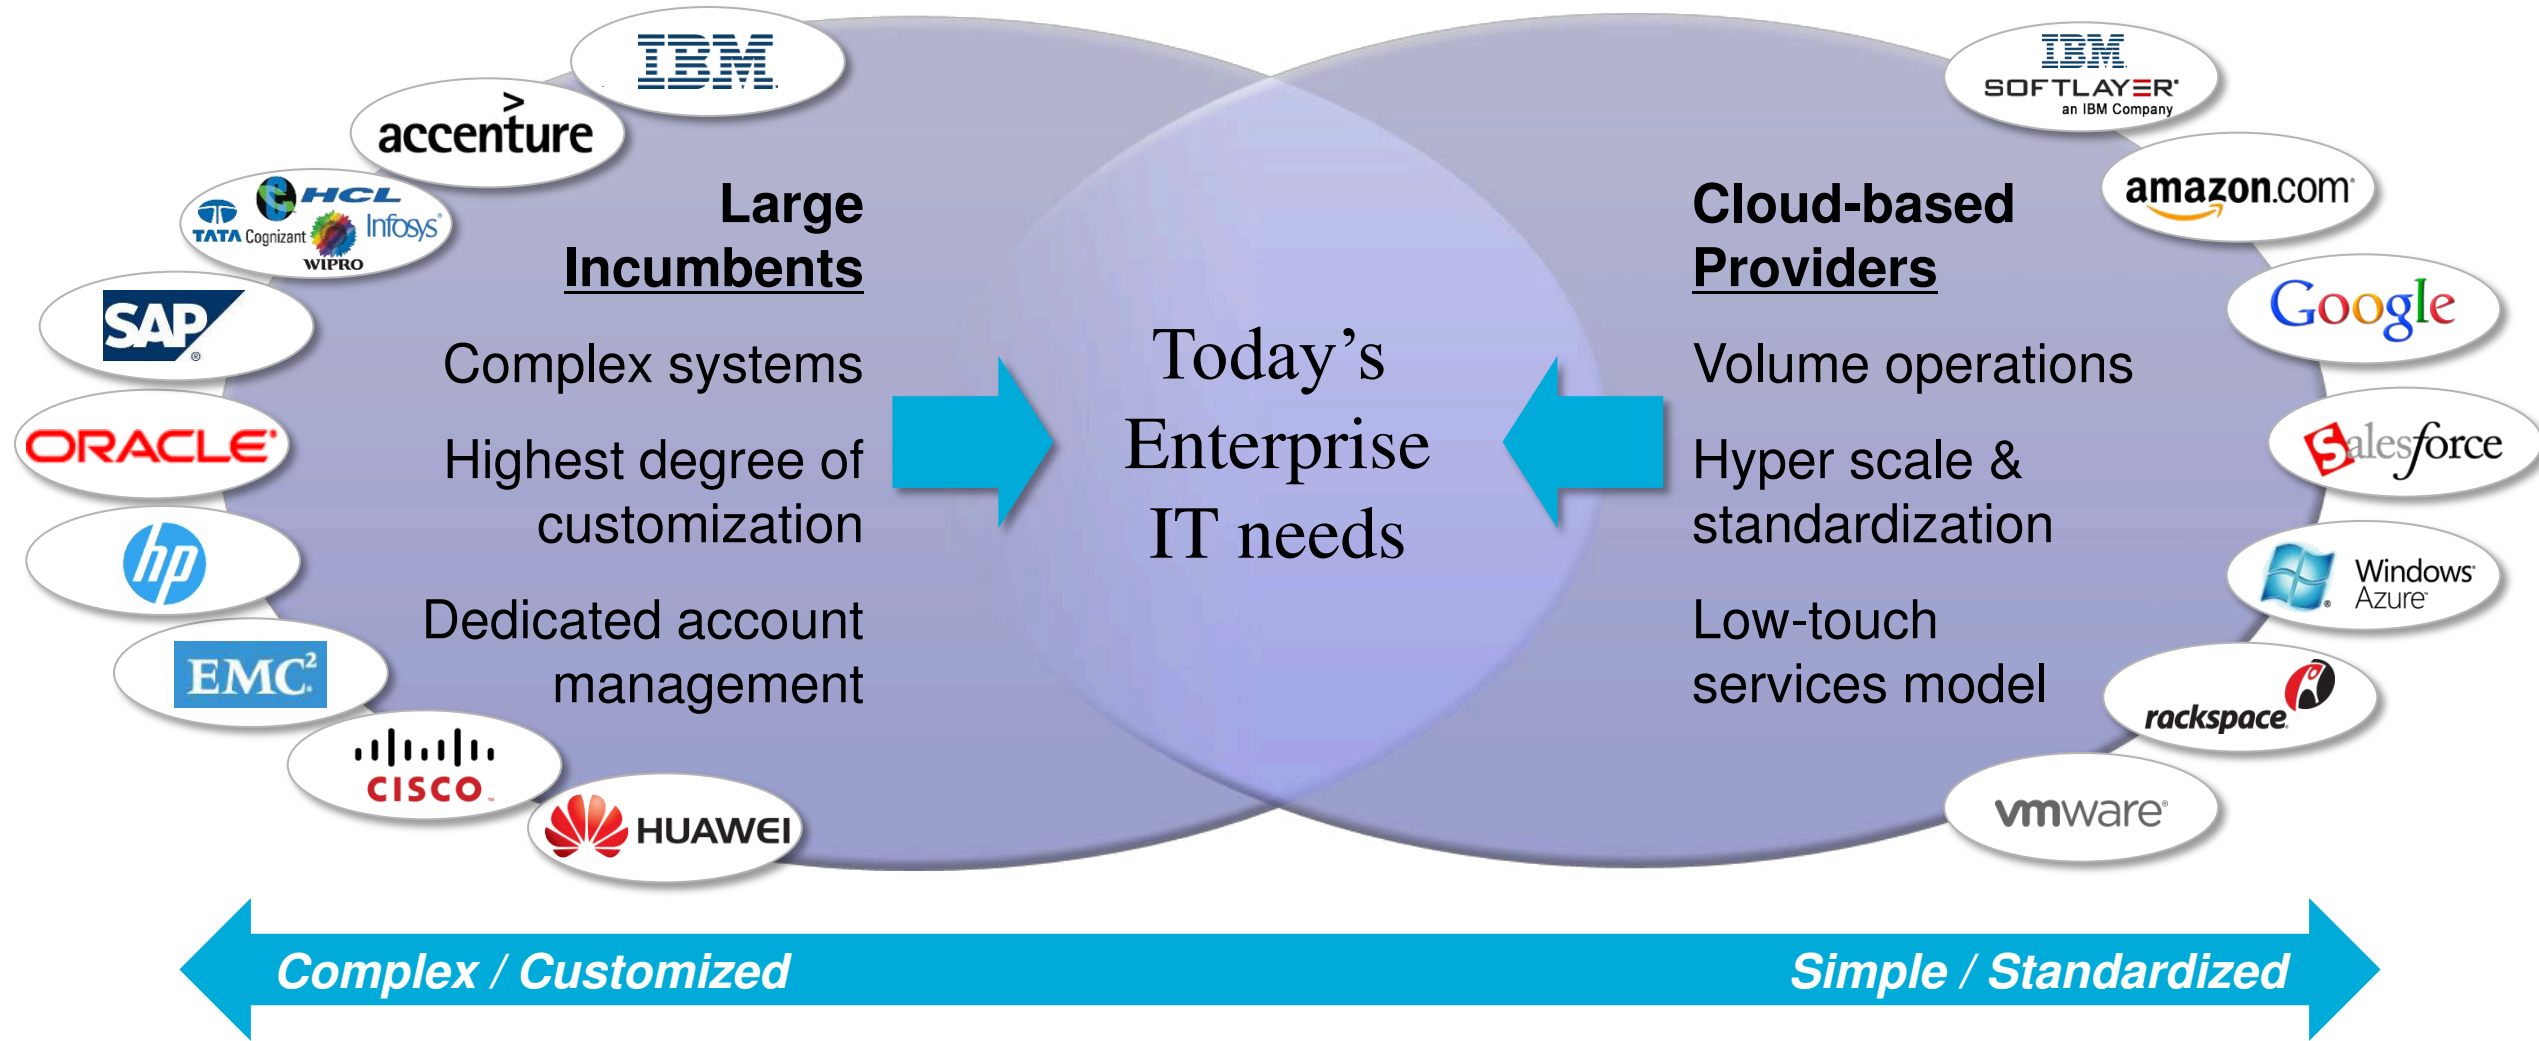 IBM
accenture
HCL
TATA
Cognizant
Infosys
WIPRO
SAP
ORACLE
hp
EMC²
CISCO
HUAWEI
Large
Incumbents
Complex systems
Highest degree of
customization
Dedicated account
management
Today’s
Enterprise
IT needs
Cloud-based
Providers
Volume operations
Hyper scale &
standardization
Low-touch
services model
IBM
SOFTLAYER
an IBM Company
amazon.com
Google
Salesforce
Windows
Azure
rackspace
vmware
Complex / Customized
Simple / Standardized